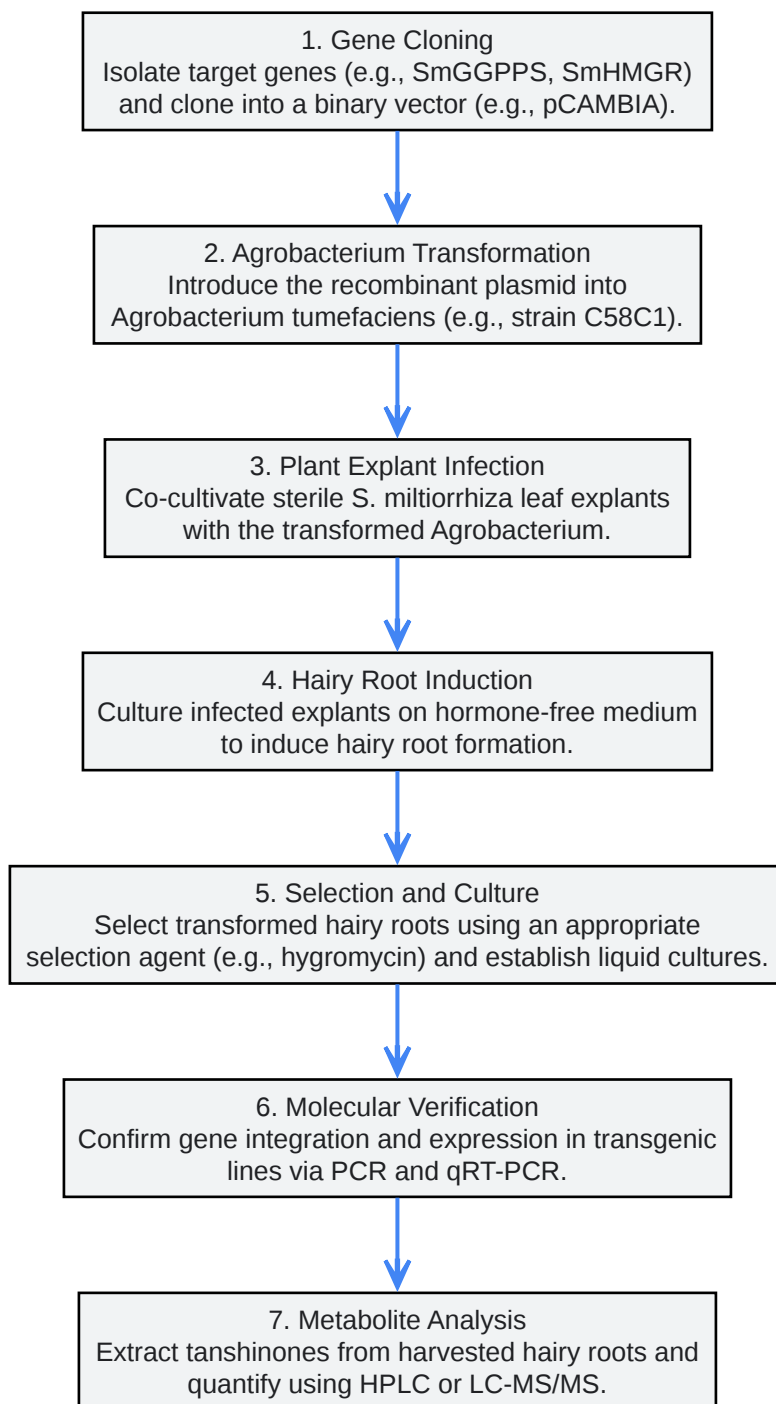 1. Gene Cloning
Isolate target genes (e.g., SmGGPPS, SmHMGR)
and clone into a binary vector (e.g., pCAMBIA).
2. Agrobacterium Transformation
Introduce the recombinant plasmid into
Agrobacterium tumefaciens (e.g., strain C58C1).
3. Plant Explant Infection
Co-cultivate sterile S. miltiorrhiza leaf explants
with the transformed Agrobacterium.
4. Hairy Root Induction
Culture infected explants on hormone-free medium
to induce hairy root formation.
5. Selection and Culture
Select transformed hairy roots using an appropriate
selection agent (e.g., hygromycin) and establish liquid cultures.
6. Molecular Verification
Confirm gene integration and expression in transgenic
lines via PCR and qRT-PCR.
7. Metabolite Analysis
Extract tanshinones from harvested hairy roots and
quantify using HPLC or LC-MS/MS.